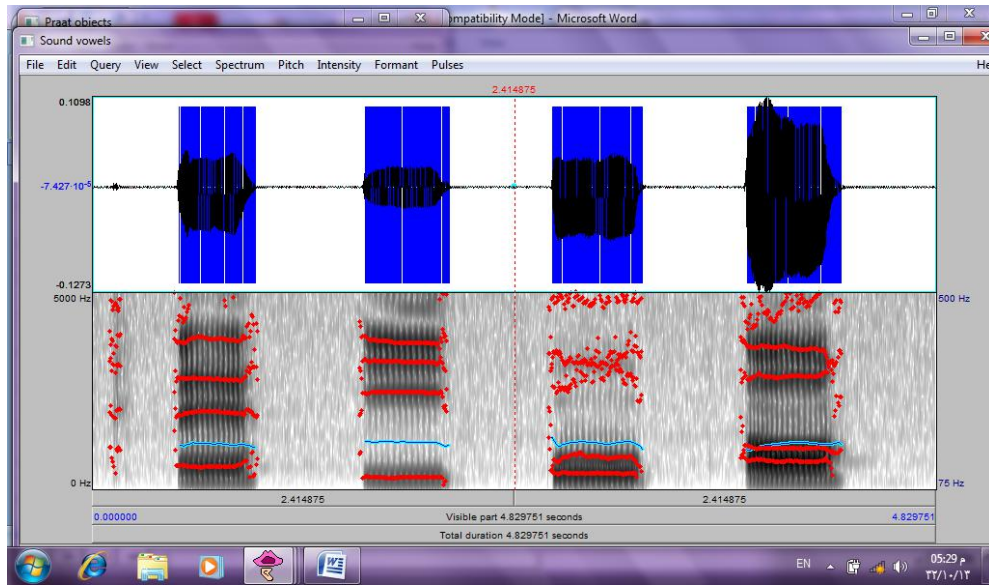 Praat objects
ompatibility Mode] - Microsoft Word
Sound vowels
File Edit Query View Select Spectrum Pitch Intensity Formant Pulses He
2.414875
0.1098
-7.427·10⁻⁵
-0.1273
5000 Hz
500 Hz
0 Hz
75 Hz
2.414875 2.414875
0.000000 Visible part 4.829751 seconds 4.829751
Total duration 4.829751 seconds
EN 05:29 م
٣٢/١٠/١٣